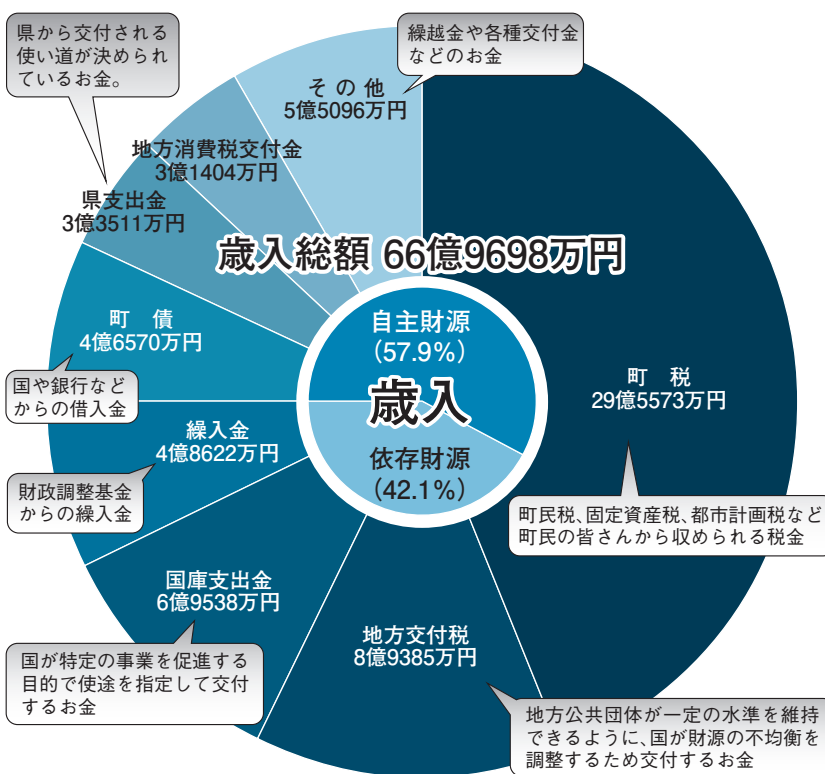 県から交付される
使い道が決められ
ているお金。
繰越金や各種交付金
などのお金
その他
5億5096万円
地方消費税交付金
3億1404万円
県支出金
3億3511万円
歳入総額 66億9698万円
町 債
4億6570万円
国や銀行など
からの借入金
自主財源
(57.9%)
歳入
依存財源
(42.1%)
町 税
29億5573万円
町民税、固定資産税、都市計画税など
町民の皆さんから収められる税金
繰入金
4億8622万円
財政調整基金
からの繰入金
国庫支出金
6億9538万円
国が特定の事業を促進する
目的で使途を指定して交付
するお金
地方交付税
8億9385万円
地方公共団体が一定の水準を維持
できるように、国が財源の不均衡を
調整するため交付するお金